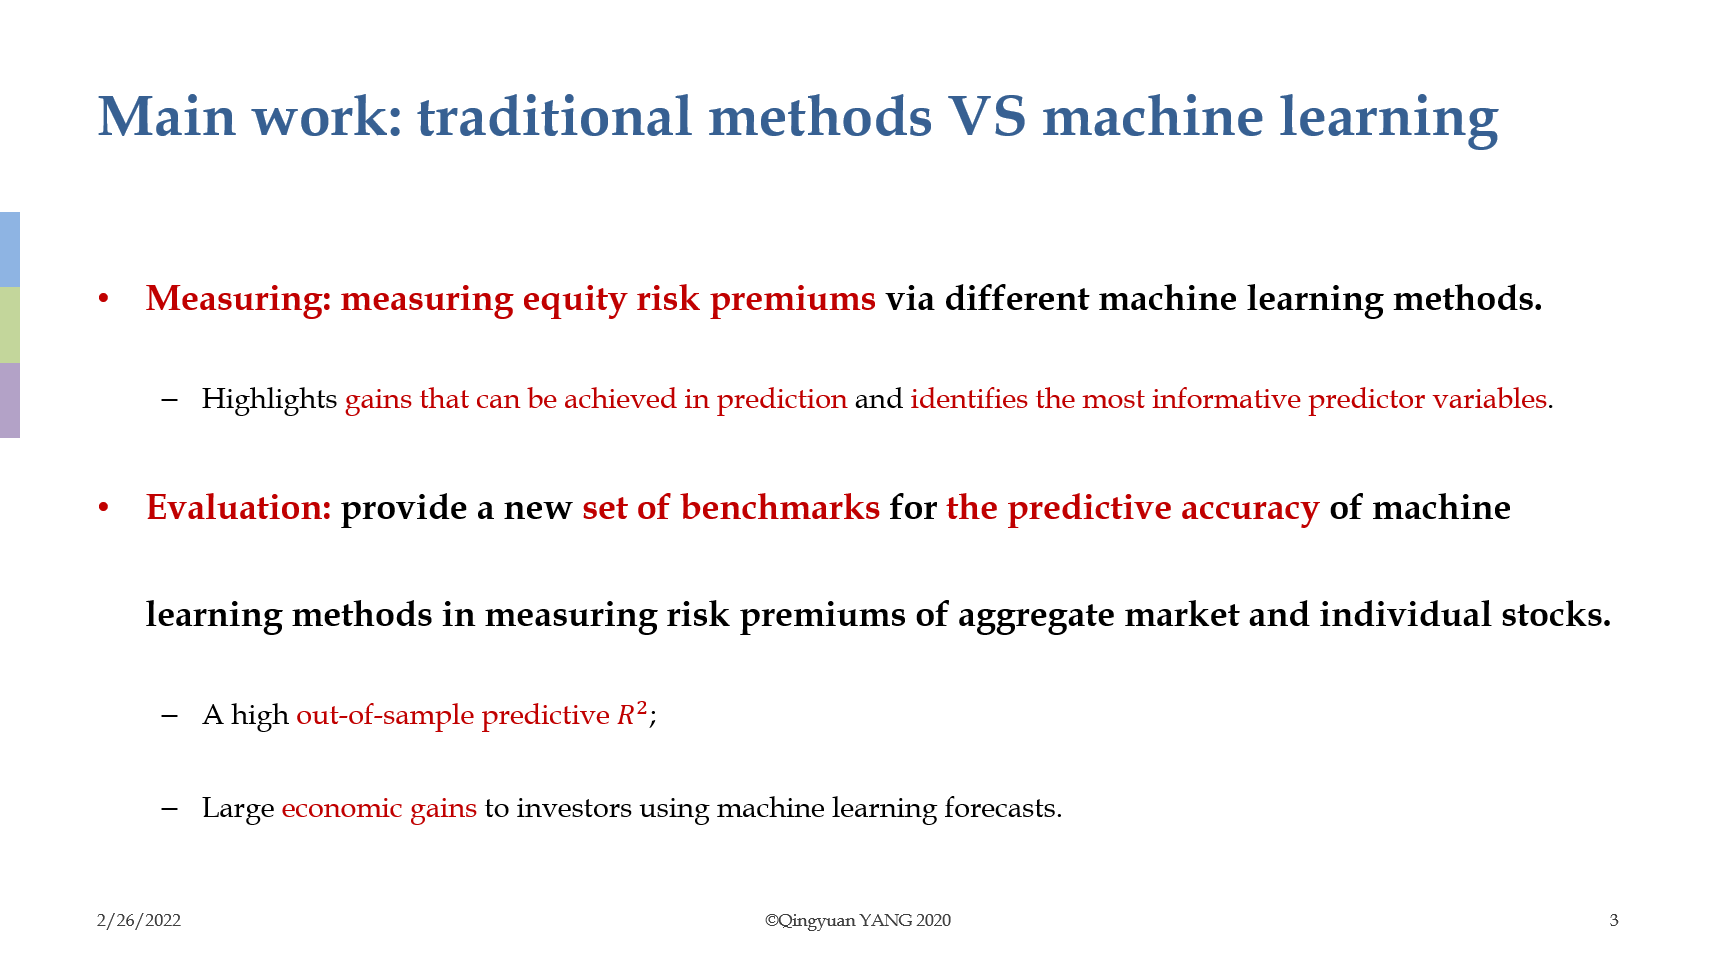 Main work: traditional methods VS machine learning
• Measuring: measuring equity risk premiums via different machine learning methods.
– Highlights gains that can be achieved in prediction and identifies the most informative predictor variables.
• Evaluation: provide a new set of benchmarks for the predictive accuracy of machine
learning methods in measuring risk premiums of aggregate market and individual stocks.
– A high out-of-sample predictive R²;
– Large economic gains to investors using machine learning forecasts.
2/26/2022 ©Qingyuan YANG 2020 3